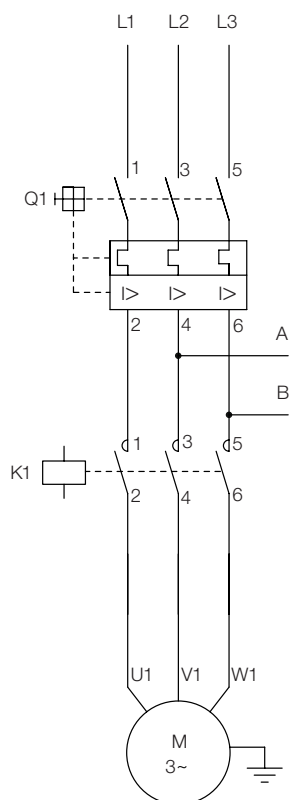 L1 L2 L3
1 3 5
Q1
I> I> I>
2 4 6
A
B
1 3 5
K1
2 4 6
U1 V1 W1
M
3~